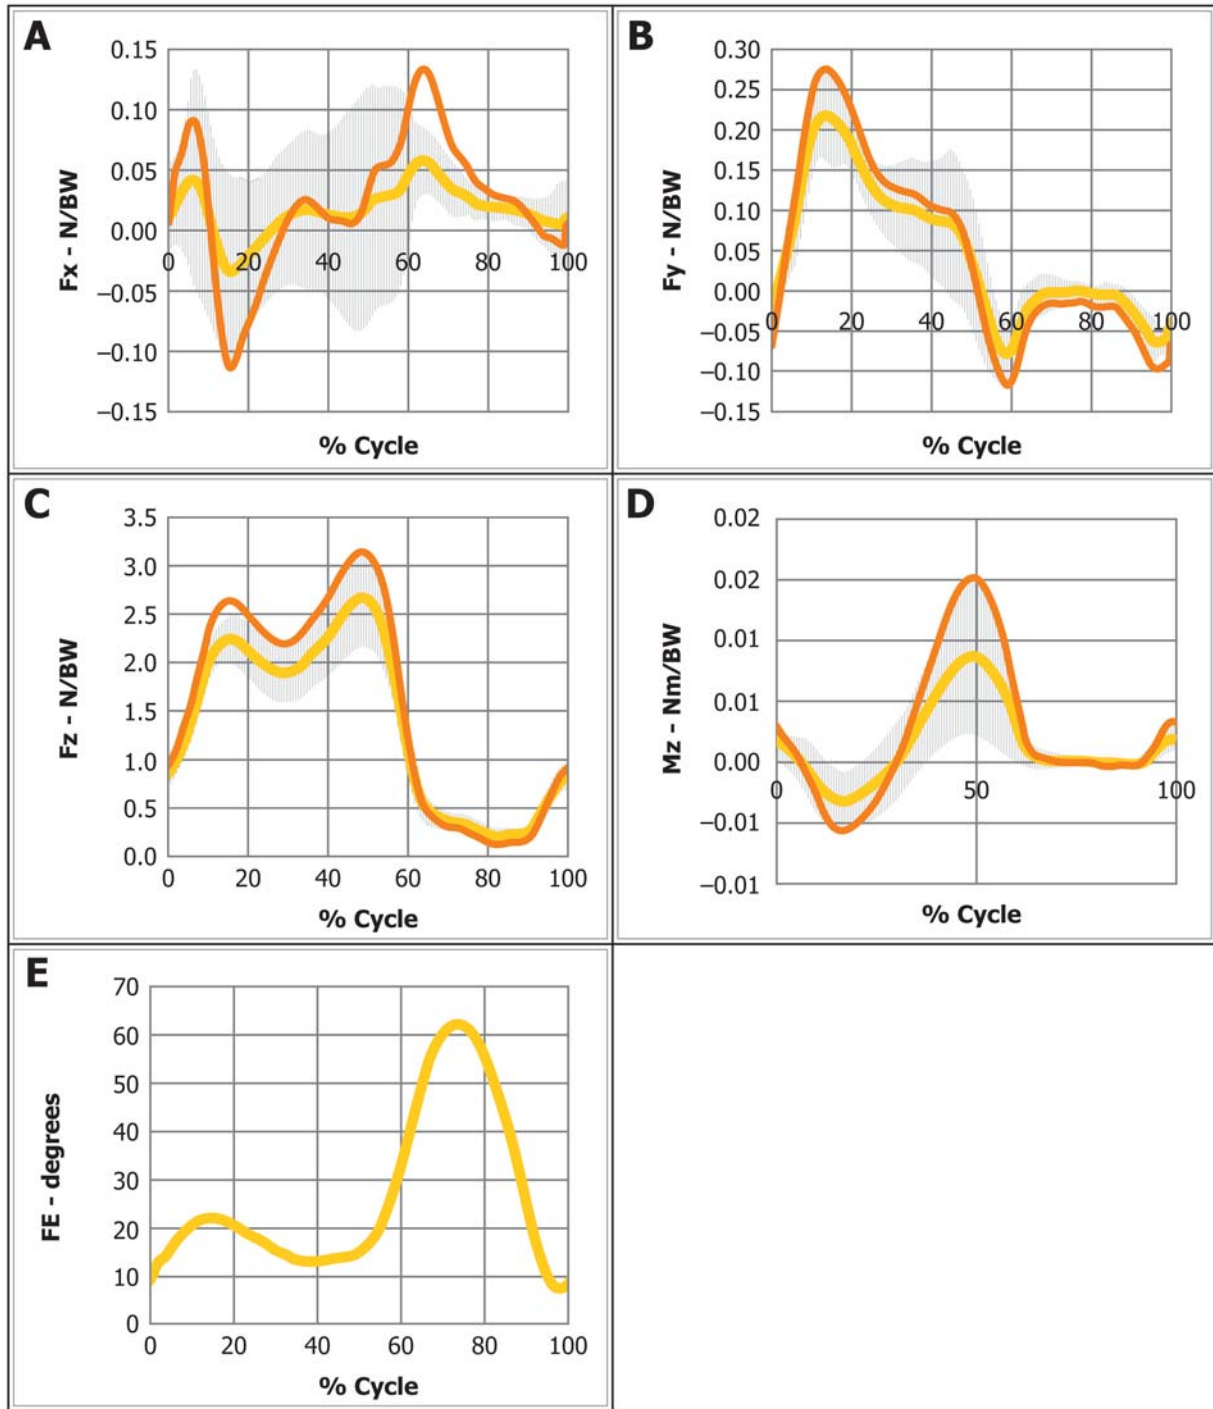 A
0.15
0.10
0.05
0.00
−0.05
−0.10
−0.15
0 20 40 60 80 100
Fx - N/BW
% Cycle
B
0.30
0.25
0.20
0.15
0.10
0.05
0.00
−0.05
−0.10
−0.15
0 20 40 60 80 100
Fy - N/BW
% Cycle
C
3.5
3.0
2.5
2.0
1.5
1.0
0.5
0.0
0 20 40 60 80 100
Fz - N/BW
% Cycle
D
0.02
0.02
0.01
0.01
0.00
−0.01
−0.01
0 50 100
Mz - Nm/BW
% Cycle
E
70
60
50
40
30
20
10
0
0 20 40 60 80 100
FE - degrees
% Cycle